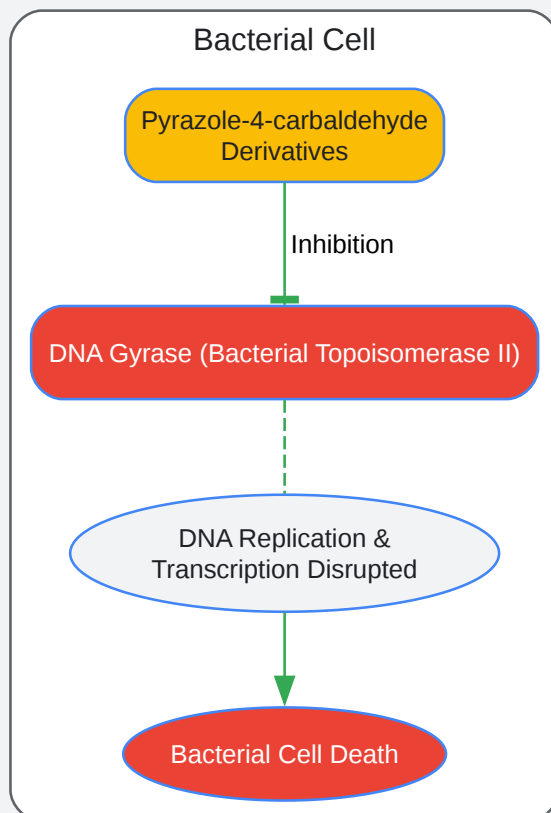 Bacterial Cell
Pyrazole-4-carbaldehyde
Derivatives
Inhibition
DNA Gyrase (Bacterial Topoisomerase II)
DNA Replication &
Transcription Disrupted
Bacterial Cell Death